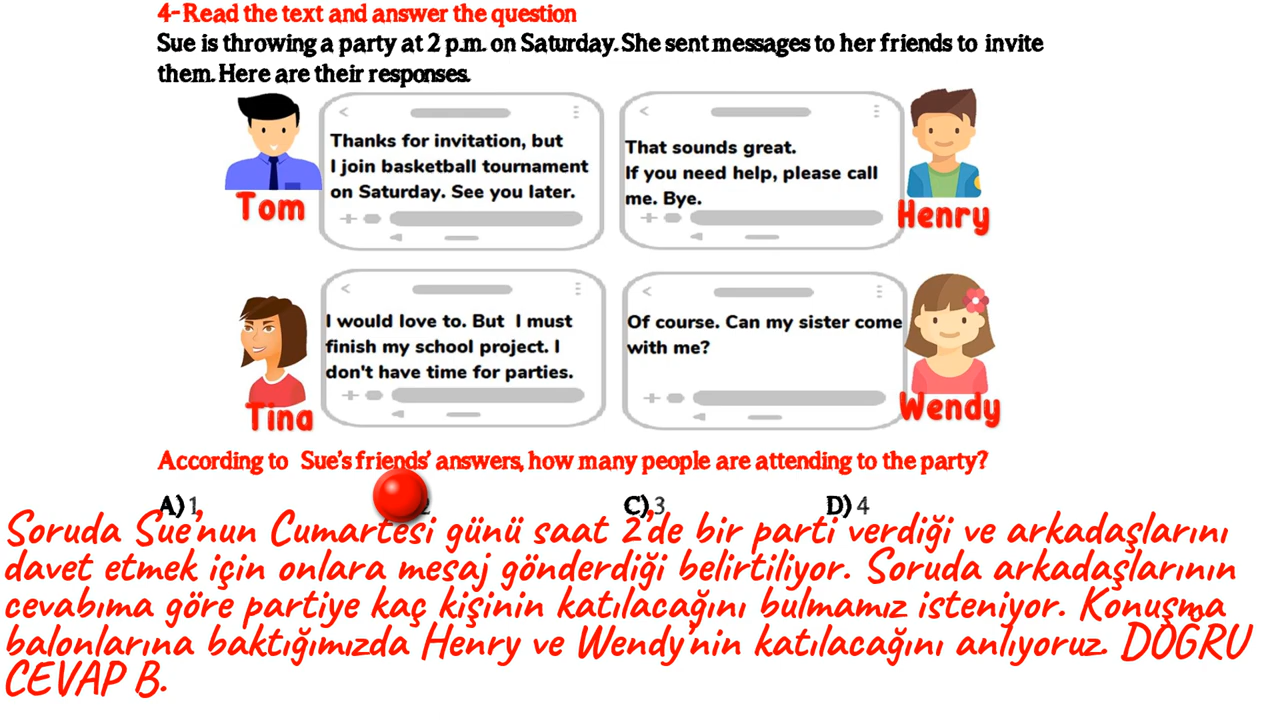 4-Read the text and answer the question
Sue is throwing a party at 2 p.m. on Saturday. She sent messages to her friends to invite
them. Here are their responses.
Thanks for invitation, but
I join basketball tournament
on Saturday. See you later.
Tom
That sounds great.
If you need help, please call
me. Bye.
Henry
I would love to. But I must
finish my school project. I
don't have time for parties.
Tina
Of course. Can my sister come
with me?
Wendy
According to Sue's friends' answers, how many people are attending to the party?
A) 1 2 C) 3 D) 4
Soruda Sue'nun Cumartesi günü saat 2'de bir parti verdiği ve arkadaşlarını
davet etmek için onlara mesaj gönderdiği belirtiliyor. Soruda arkadaşlarının
cevabıma göre partiye kaç kişinin katılacağını bulmamız isteniyor. Konuşma
balonlarına baktığımızda Henry ve Wendy'nin katılacağını anlıyoruz. DOĞRU
CEVAP B.